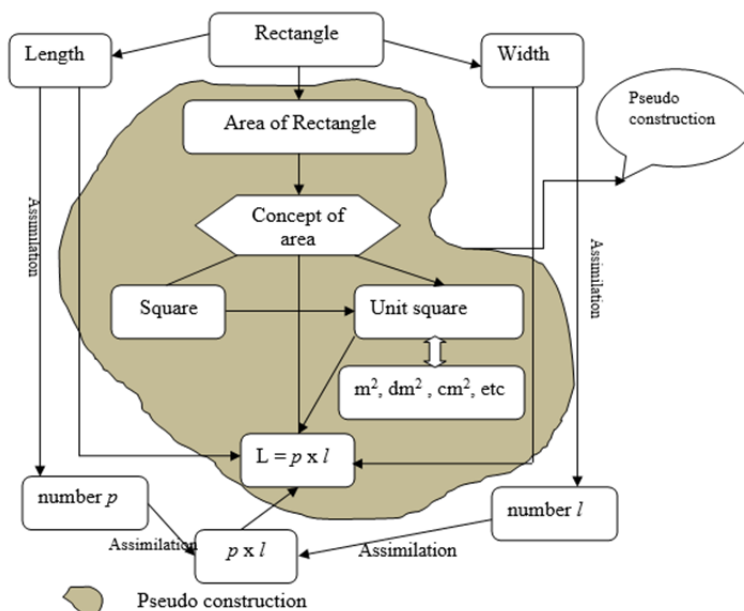 Rectangle
Length
Width
Pseudo
construction
Area of Rectangle
Assimilation
Concept of
area
Assimilation
Square
Unit square
m², dm² , cm², etc
L = p x l
number p
number l
Assimilation
p x l
Assimilation
Pseudo construction